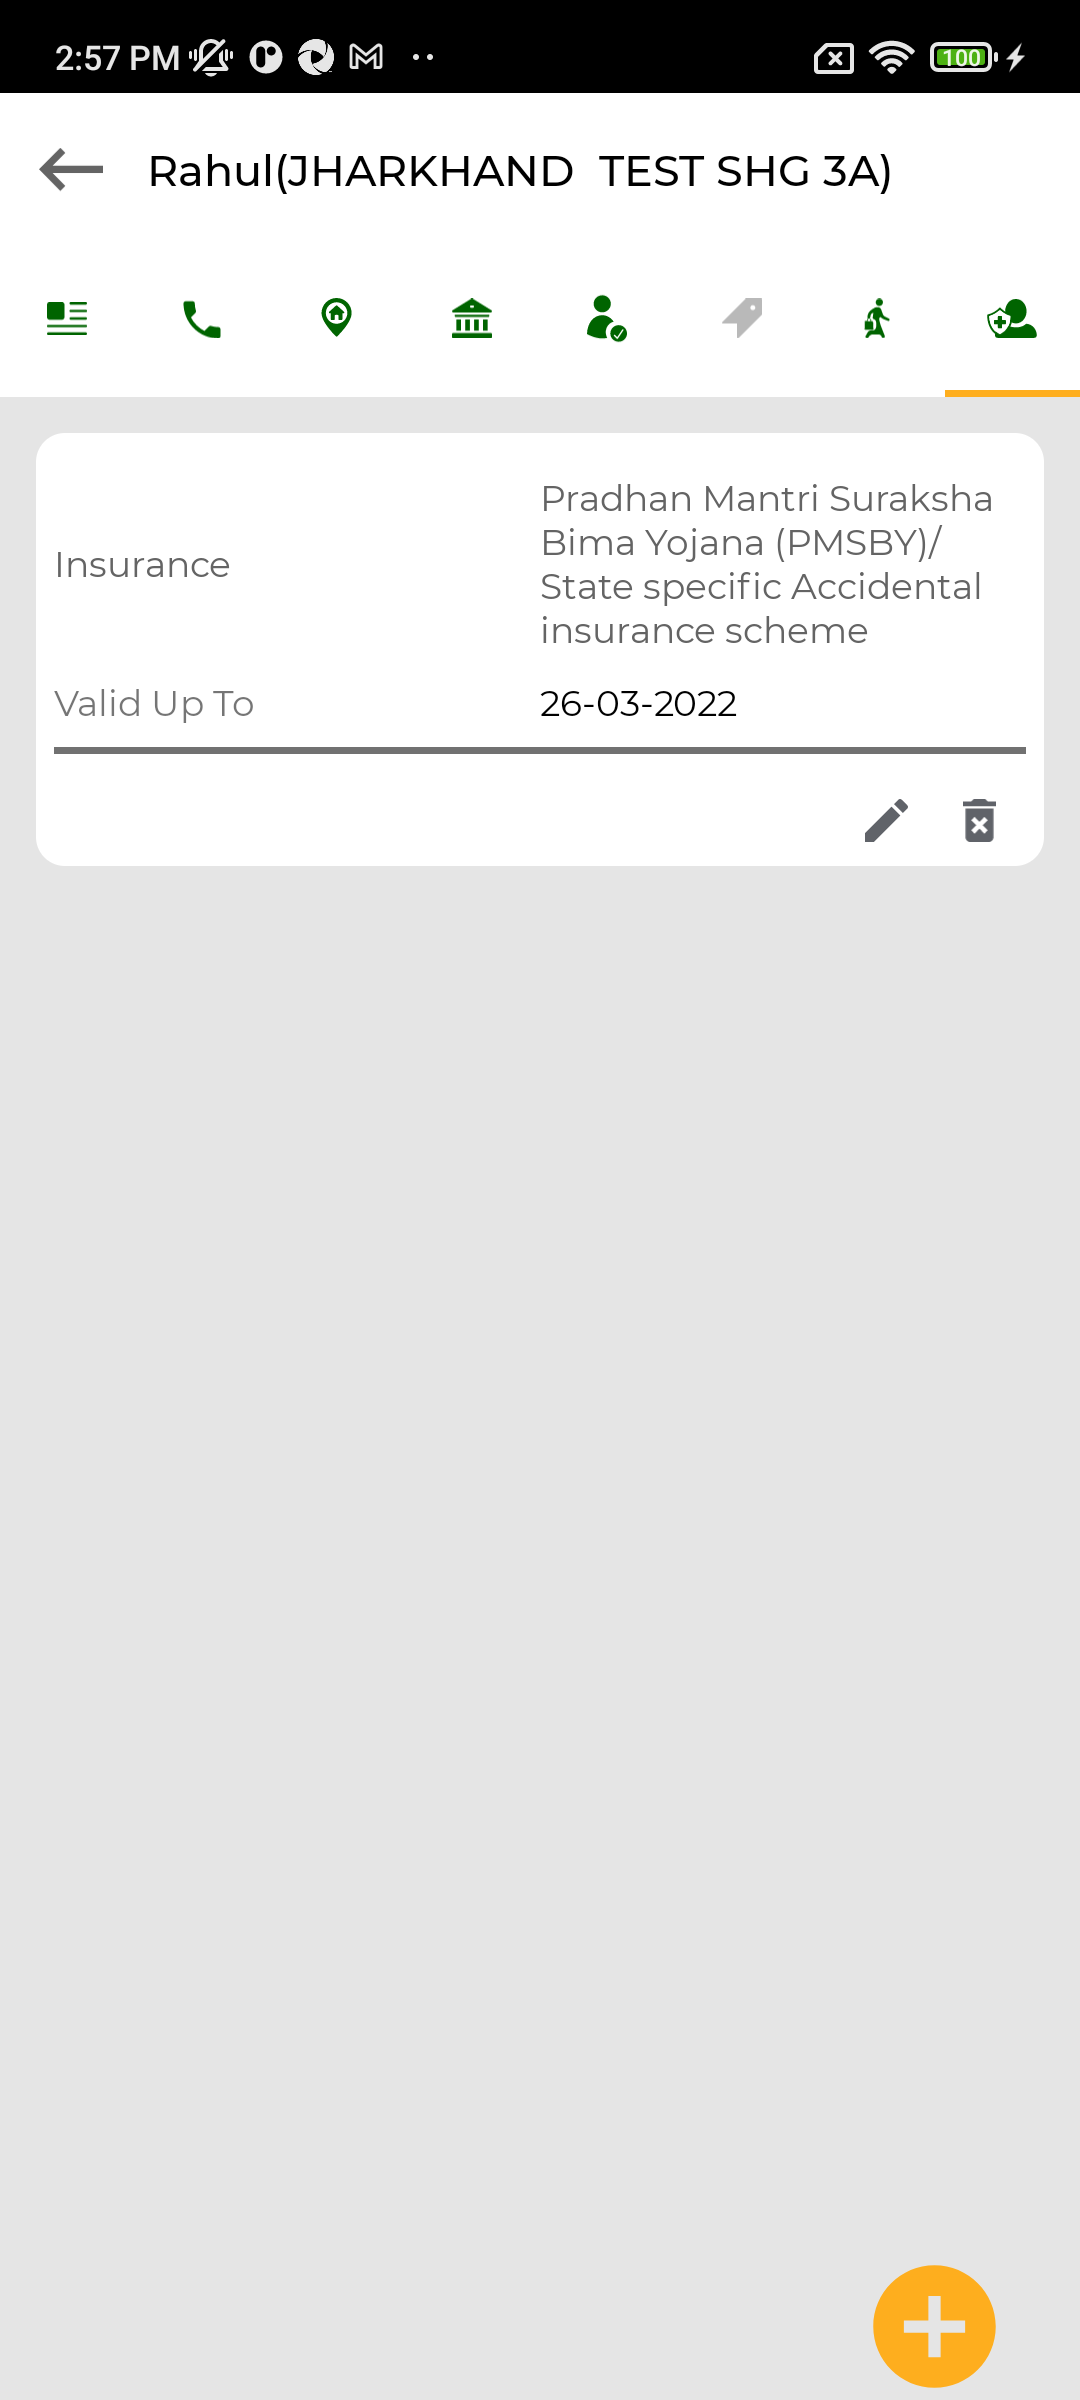 2:57 PM
100
Rahul(JHARKHAND  TEST SHG 3A)
Insurance
Pradhan Mantri Suraksha
Bima Yojana (PMSBY)/
State specific Accidental
insurance scheme
Valid Up To
26-03-2022